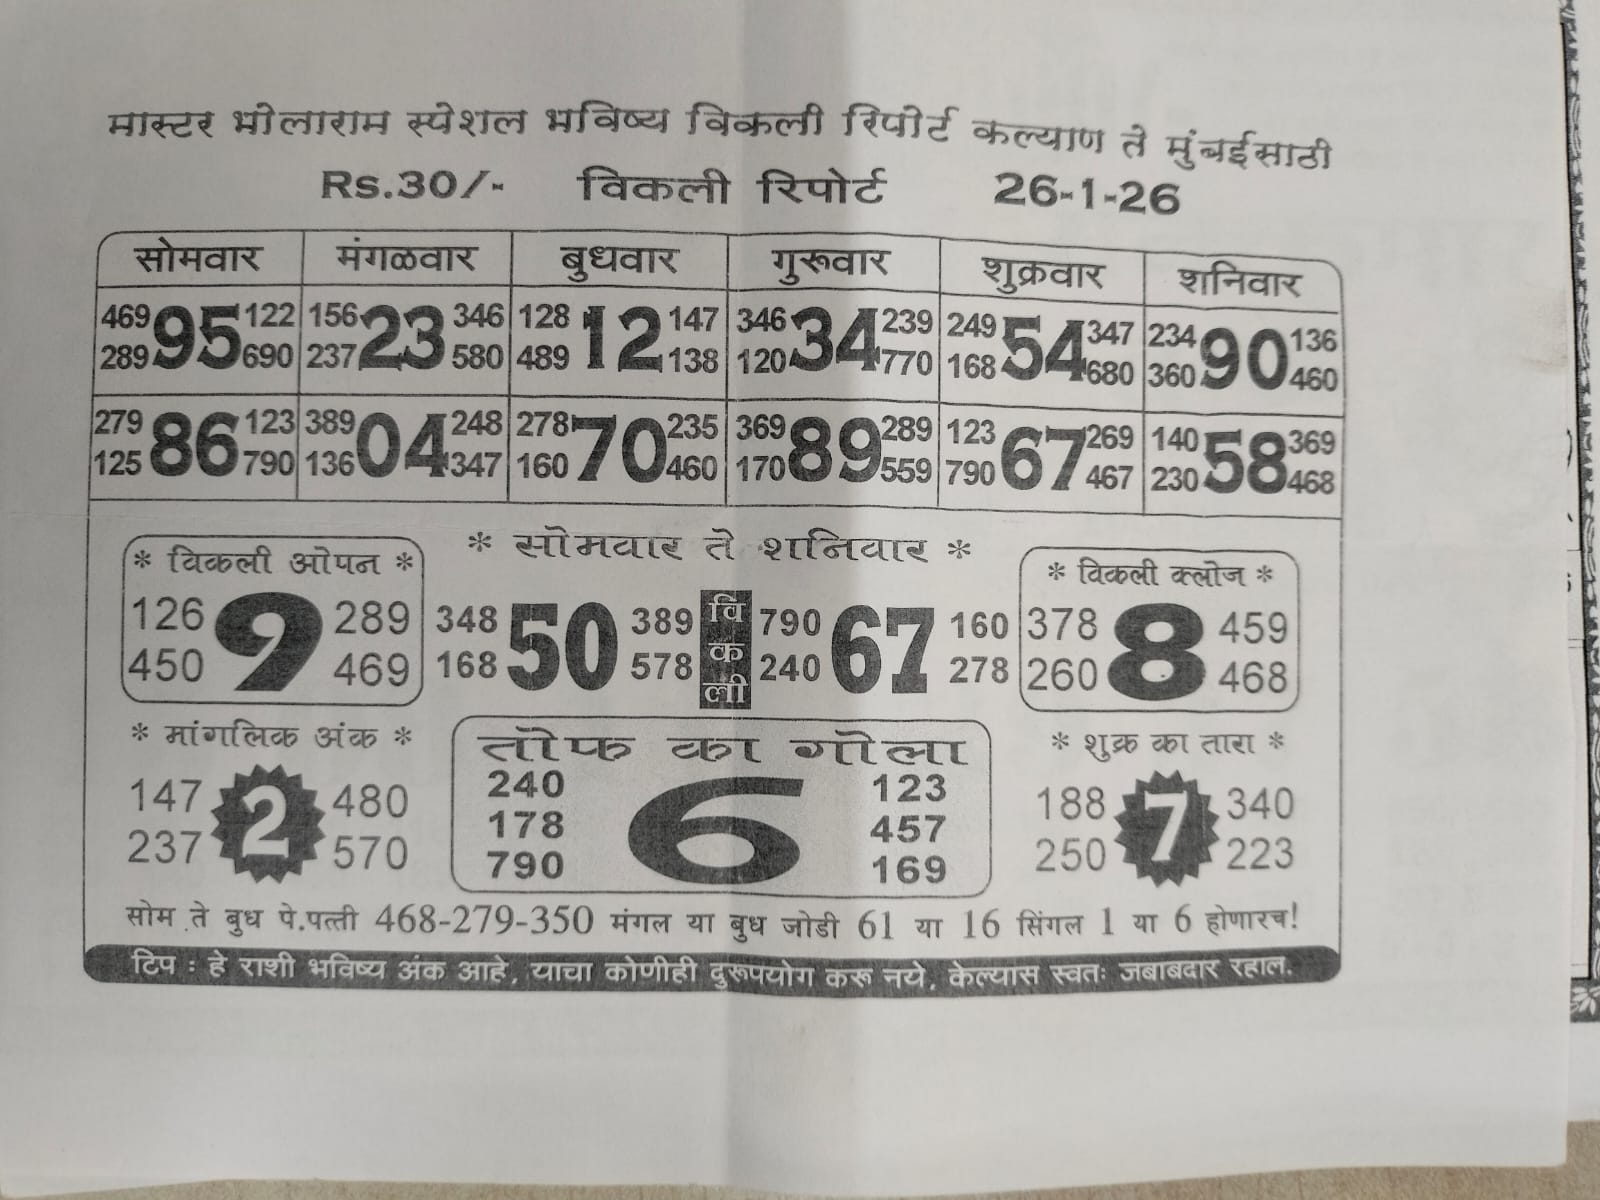 मास्टर भोलाराम स्पेशल भविष्य विकली रिपोर्ट कल्याण ते मुंबईसाठी
Rs.30/- विकली रिपोर्ट 26-1-26
सोमवार मंगळवार बुधवार गुरूवार शुक्रवार शनिवार
469 95 122 156 23 346 128 12 147 346 34 239 249 54 347 234 90 136
289 690 237 580 489 138 120 770 168 680 360 460
279 86 123 389 04 248 278 70 235 369 89 289 123 67 269 140 58 369
125 790 136 347 160 460 170 559 790 467 230 468
* सोमवार ते शनिवार *
* विकली ओपन * * विकली क्लोज *
126 9 289 348 50 389 विकली 790 67 160 378 8 459
450 469 168 578 240 278 260 468
* मांगलिक अंक * तोफ का गोला * शुक्र का तारा *
240 123
147 2 480 178 6 457 188 7 340
237 570 790 169 250 223
सोम ते बुध पे.पत्ती 468-279-350 मंगल या बुध जोडी 61 या 16 सिंगल 1 या 6 होणारच!
टिप : हे राशी भविष्य अंक आहे, याचा कोणीही दुरूपयोग करू नये, केल्यास स्वतः जबाबदार रहाल.